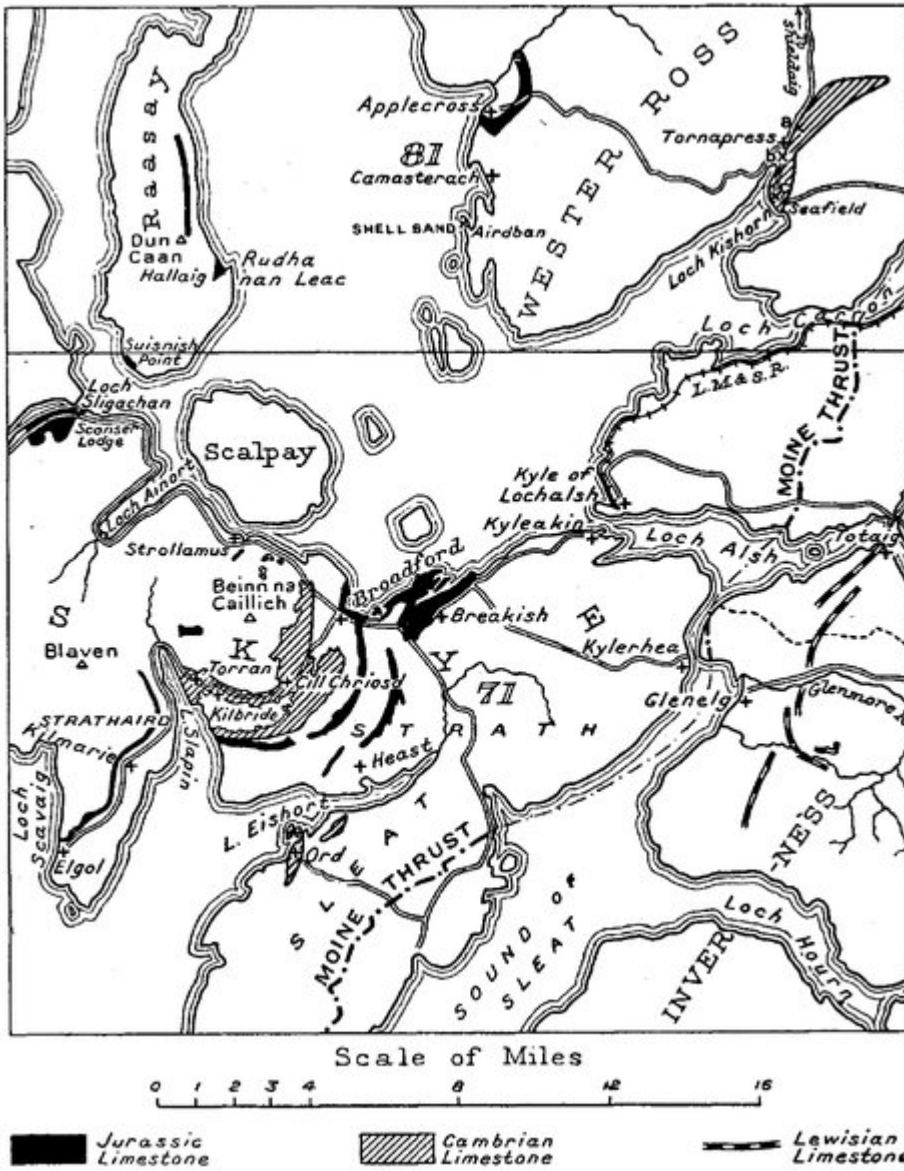 To
Shieldaig
Raasay
WESTER ROSS
Applecross
81
a x
Tornapress
b x
Camasterach
SHELL SAND
Airdban
Seafield
Dun
Caan
Hallaig
Rudha
nan Leac
Loch Kishorn
Loch Carron
Suisnish
Point
L.M.& S.R.
Loch
Sligachan
Sconser
Lodge
MOINE THRUST
Scalpay
Loch Ainort
Kyle of
Lochalsh
Kyleakin
Loch Alsh
Totaig
Strollamus
Broadford
Beinn na
Caillich
Breakish
SKYE
Blaven
Torran
Cill Chriosd
Kylerhea
71
Kilbride
Glenelg
Glenmore R.
STRATHAIRD
STRATH
Kilmarie
L. Slapin
Heast
Loch
Scavaig
L. Eishort
Elgol
Ord
SLEAT
MOINE THRUST
SOUND OF
SLEAT
INVER
-NESS
Loch Hourn
Scale of Miles
0 1 2 3 4 8 12 16
Jurassic
Limestone
Cambrian
Limestone
Lewisian
Limestone